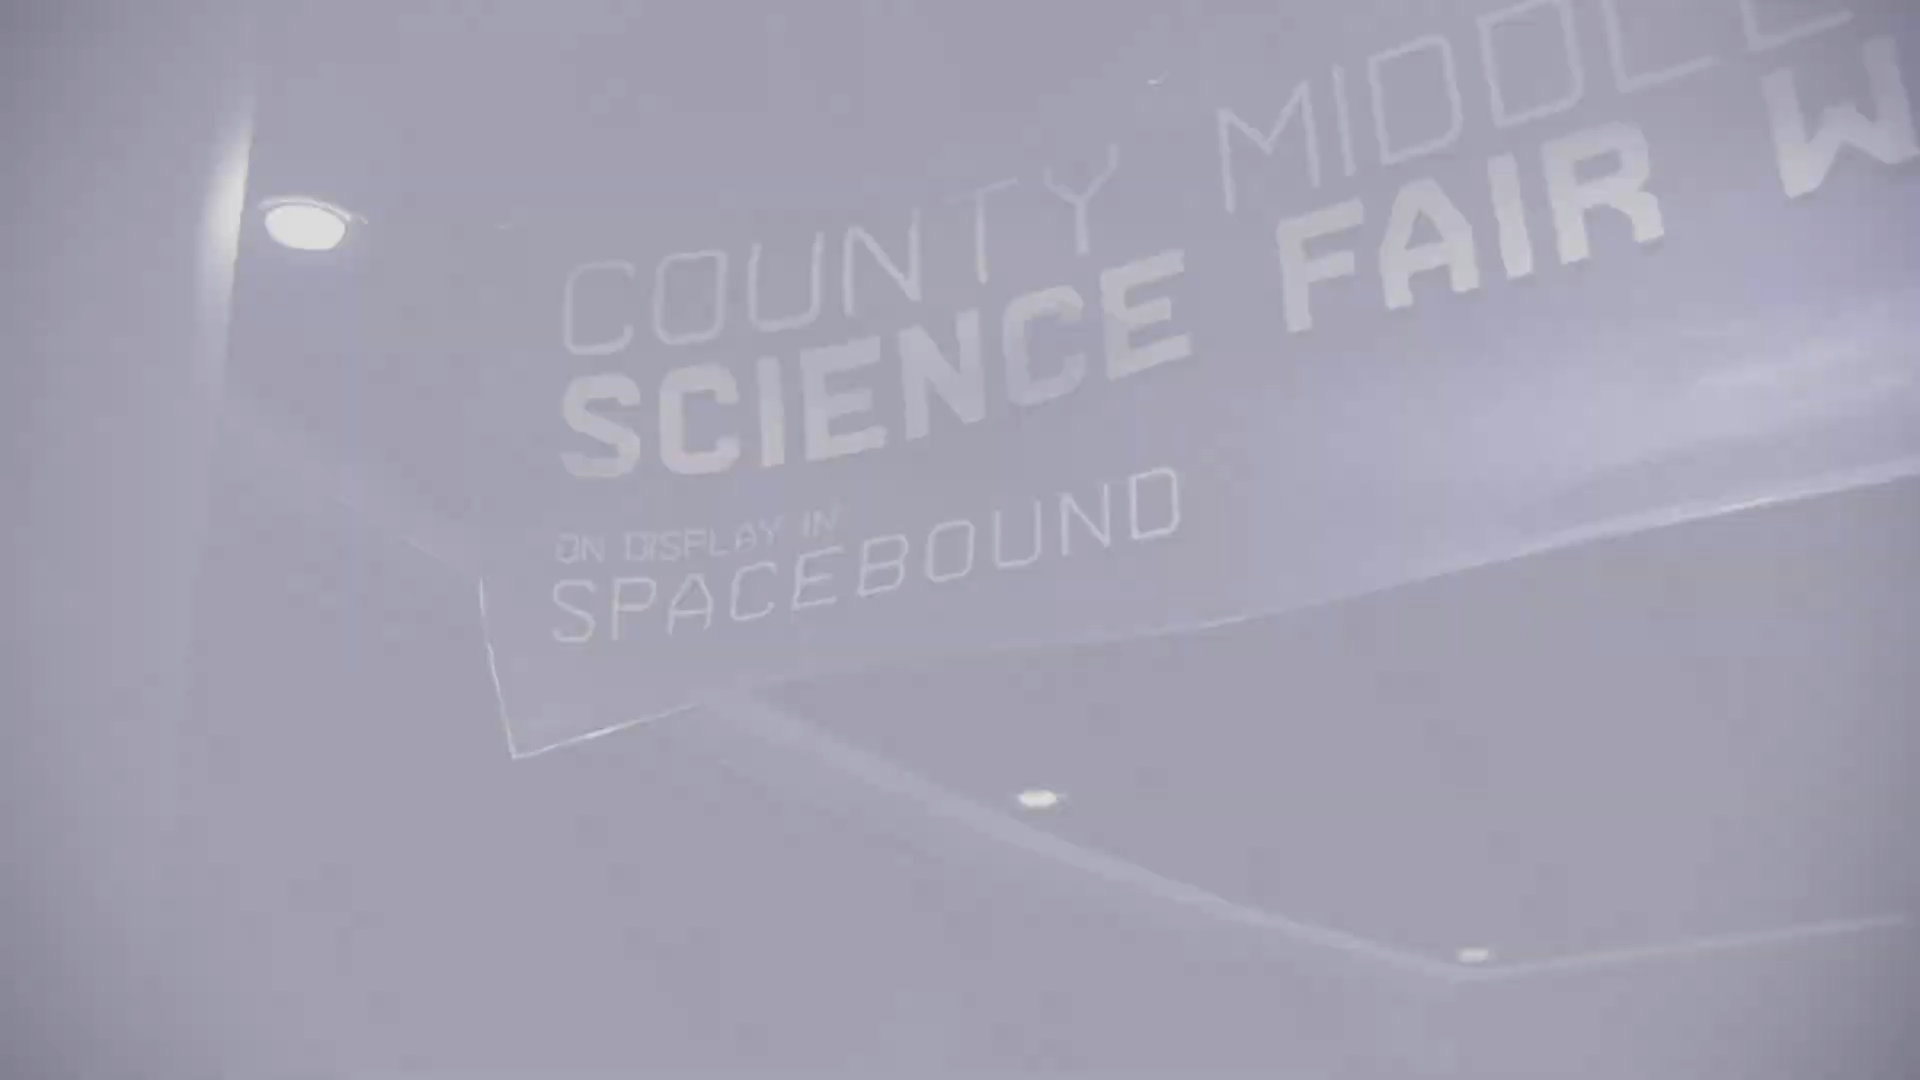 COUNTY MIDDLE
SCIENCE FAIR W
ON DISPLAY IN
SPACEBOUND